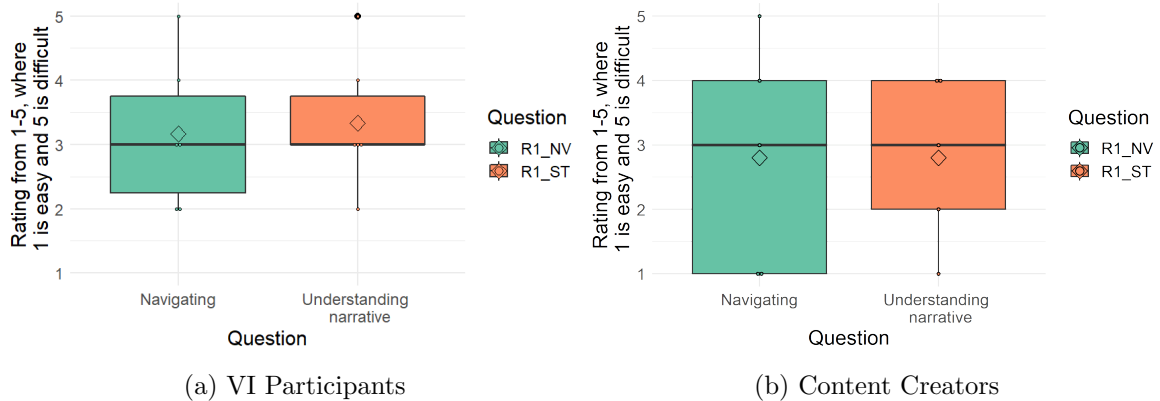 Rating from 1-5, where
1 is easy and 5 is difficult
5
4
3
2
1
Navigating
Understanding
narrative
Question
Question
R1_NV
R1_ST
(a) VI Participants
Rating from 1-5, where
1 is easy and 5 is difficult
5
4
3
2
1
Navigating
Understanding
narrative
Question
Question
R1_NV
R1_ST
(b) Content Creators